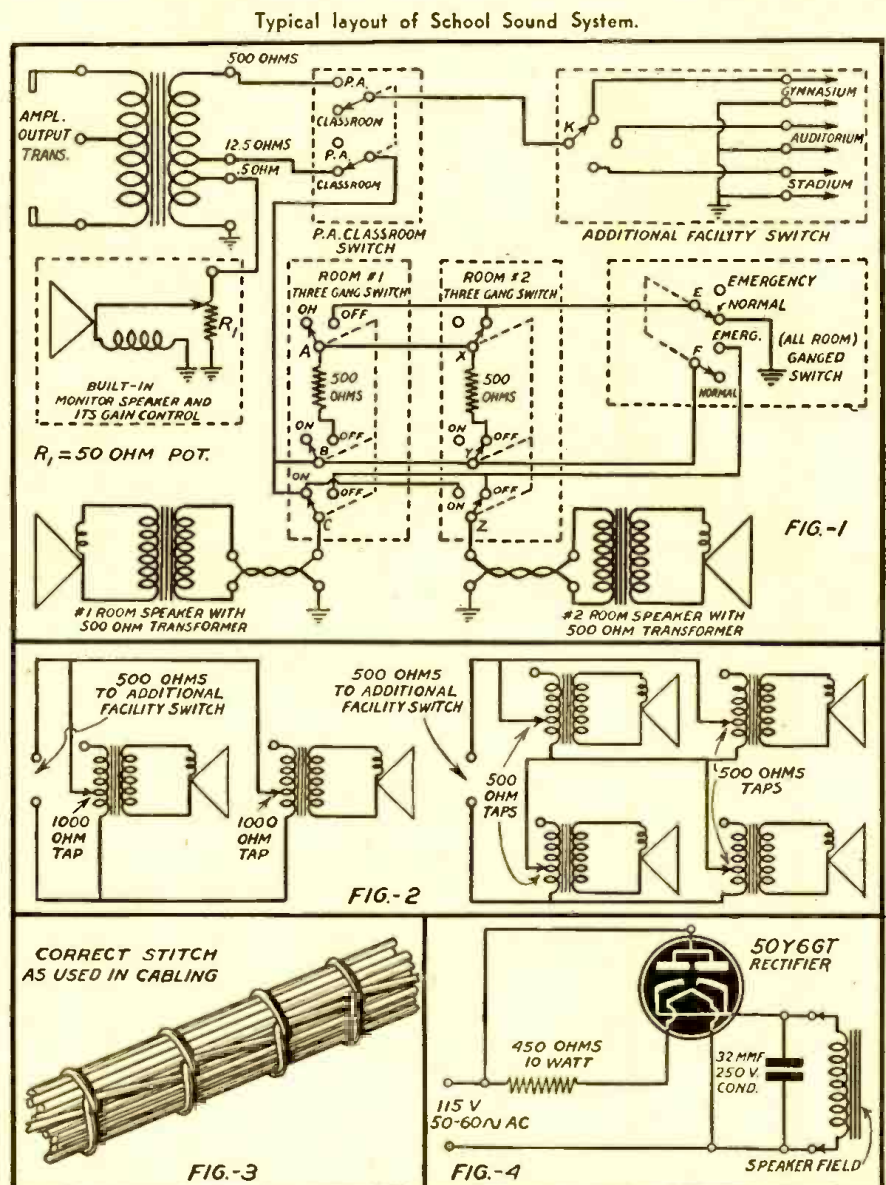 Typical layout of School Sound System.
500 OHMS
AMPL.
OUTPUT
TRANS.
12.5 OHMS
.5 OHM
P.A.
CLASSROOM
P.A.
CLASSROOM
P.A. CLASSROOM
SWITCH
K
GYMNASIUM
AUDITORIUM
STADIUM
ADDITIONAL FACILITY SWITCH
R1
BUILT-IN
MONITOR SPEAKER AND
ITS GAIN CONTROL
R1 = 50 OHM POT.
ROOM #1
THREE GANG SWITCH
ON
OFF
A
500
OHMS
ON
OFF
B
ON
OFF
C
ROOM #2
THREE GANG SWITCH
X
500
OHMS
ON
OFF
Y
ON
OFF
Z
E
EMERGENCY
NORMAL
EMERG.
(ALL ROOM)
GANGED
SWITCH
F
NORMAL
#1 ROOM SPEAKER WITH
500 OHM TRANSFORMER
#2 ROOM SPEAKER WITH
500 OHM TRANSFORMER
FIG.-1
500 OHMS
TO ADDITIONAL
FACILITY SWITCH
1000
OHM
TAP
1000
OHM
TAP
500 OHMS
TO ADDITIONAL
FACILITY SWITCH
500
OHM
TAPS
500 OHMS
TAPS
FIG.-2
CORRECT STITCH
AS USED IN CABLING
FIG.-3
50Y6GT
RECTIFIER
450 OHMS
10 WATT
115 V
50-60∿ AC
32 MMF
250 V.
COND.
SPEAKER FIELD
FIG.-4